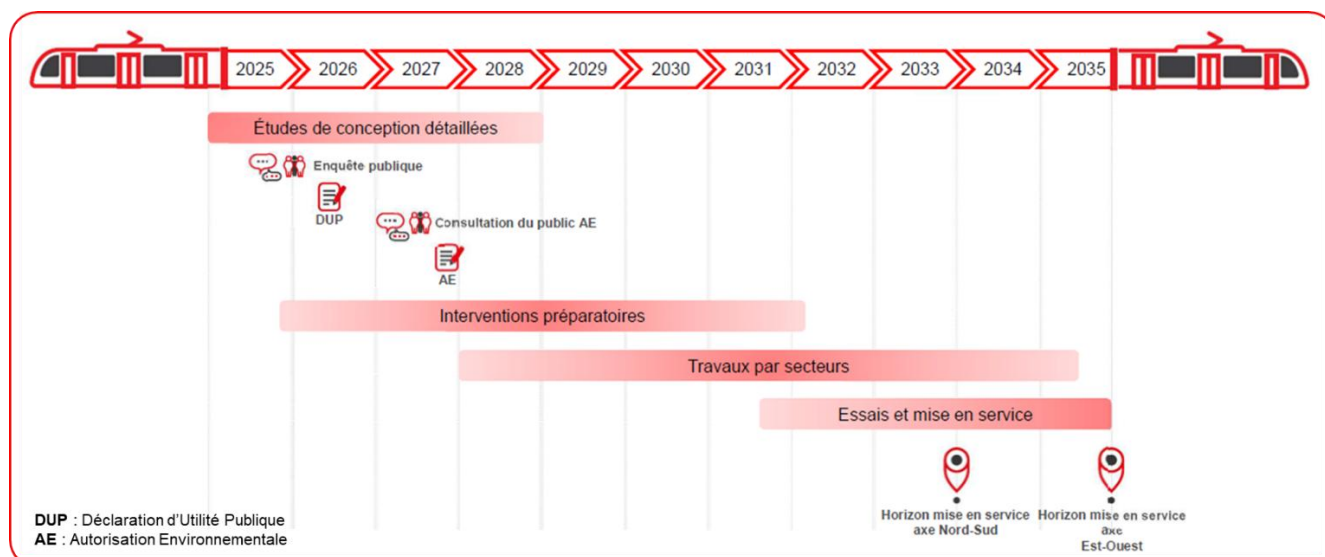 2025 2026 2027 2028 2029 2030 2031 2032 2033 2034 2035
Études de conception détaillées
Enquête publique
DUP
Consultation du public AE
AE
Interventions préparatoires
Travaux par secteurs
Essais et mise en service
Horizon mise en service
axe Nord-Sud
Horizon mise en service
axe
Est-Ouest
DUP : Déclaration d'Utilité Publique
AE : Autorisation Environnementale